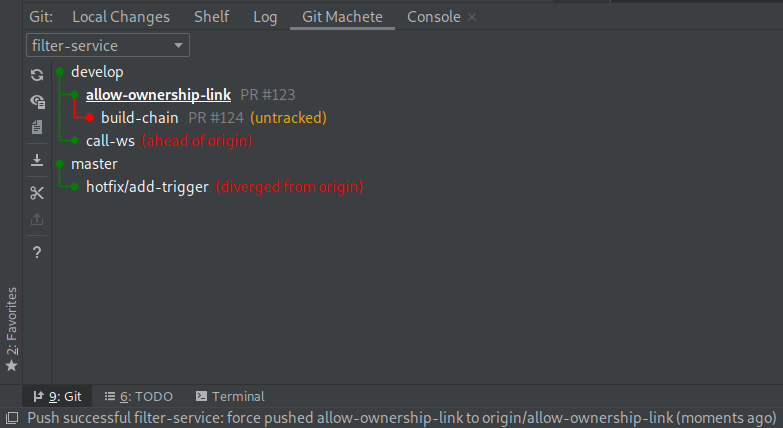 Git: Local Changes Shelf Log Git Machete Console ×
filter-service
develop
allow-ownership-link PR #123
build-chain PR #124 (untracked)
call-ws (ahead of origin)
master
hotfix/add-trigger (diverged from origin)
?
2: Favorites
9: Git 6: TODO Terminal
Push successful filter-service: force pushed allow-ownership-link to origin/allow-ownership-link (moments ago)